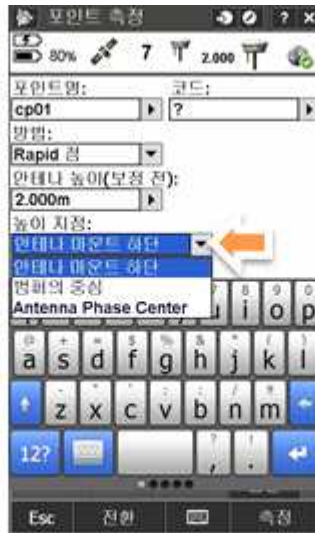 포인트 측정
? X
80% 7 2.000
포인트명: 코드:
cp01 ?
방법:
Rapid 점
안테나 높이(보정 전):
2.000m
높이 지정:
안테나 마운트 하단
안테나 마운트 하단
범퍼의 중심
Antenna Phase Center
u i o p
a s d f g h j k l
z x c v b n m
12? , .
Esc 전환 측정